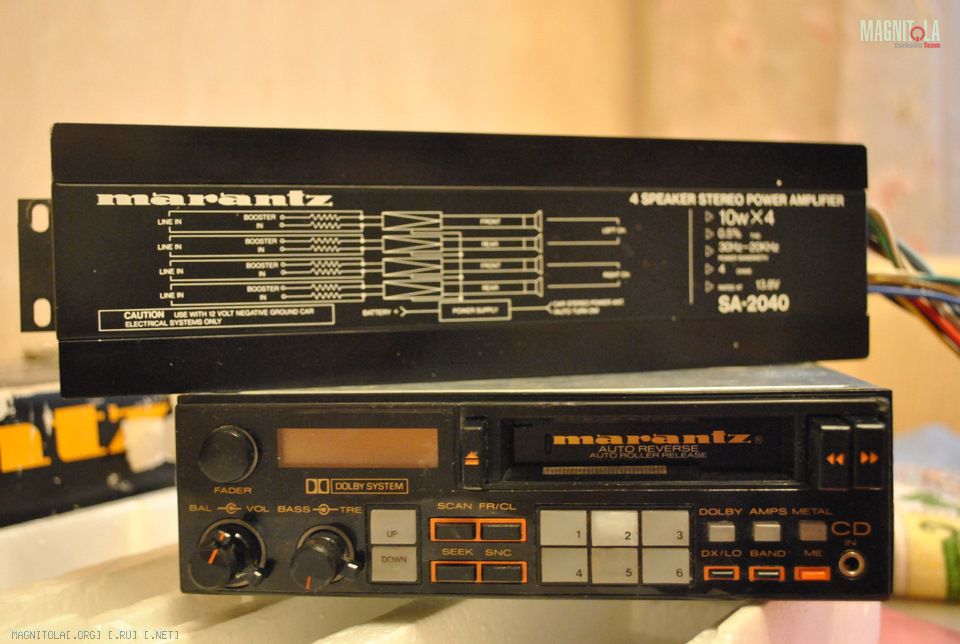 MAGNITOLA
CarAudio Team
marantz
4 SPEAKER STEREO POWER AMPLIFIER
LINE IN
BOOSTER IN
FRONT
10W×4
LINE IN
BOOSTER IN
REAR
LEFT CH
0.5%
30Hz-20KHz
LINE IN
BOOSTER IN
FRONT
RIGHT CH
4
LINE IN
BOOSTER IN
REAR
13.8V
BATTERY +
POWER SUPPLY
SA-2040
CAUTION USE WITH 12 VOLT NEGATIVE GROUND CAR
ELECTRICAL SYSTEMS ONLY
marantz®
AUTO REVERSE
AUTO ROLLER RELEASE
FADER
DOLBY SYSTEM
BAL VOL
BASS TRE
UP
DOWN
SCAN FR/CL
SEEK SNC
1 2 3
4 5 6
DOLBY AMPS METAL
CD
IN
DX/LO BAND ME
MAGNITOLA[.ORG] [.RU] [.NET]